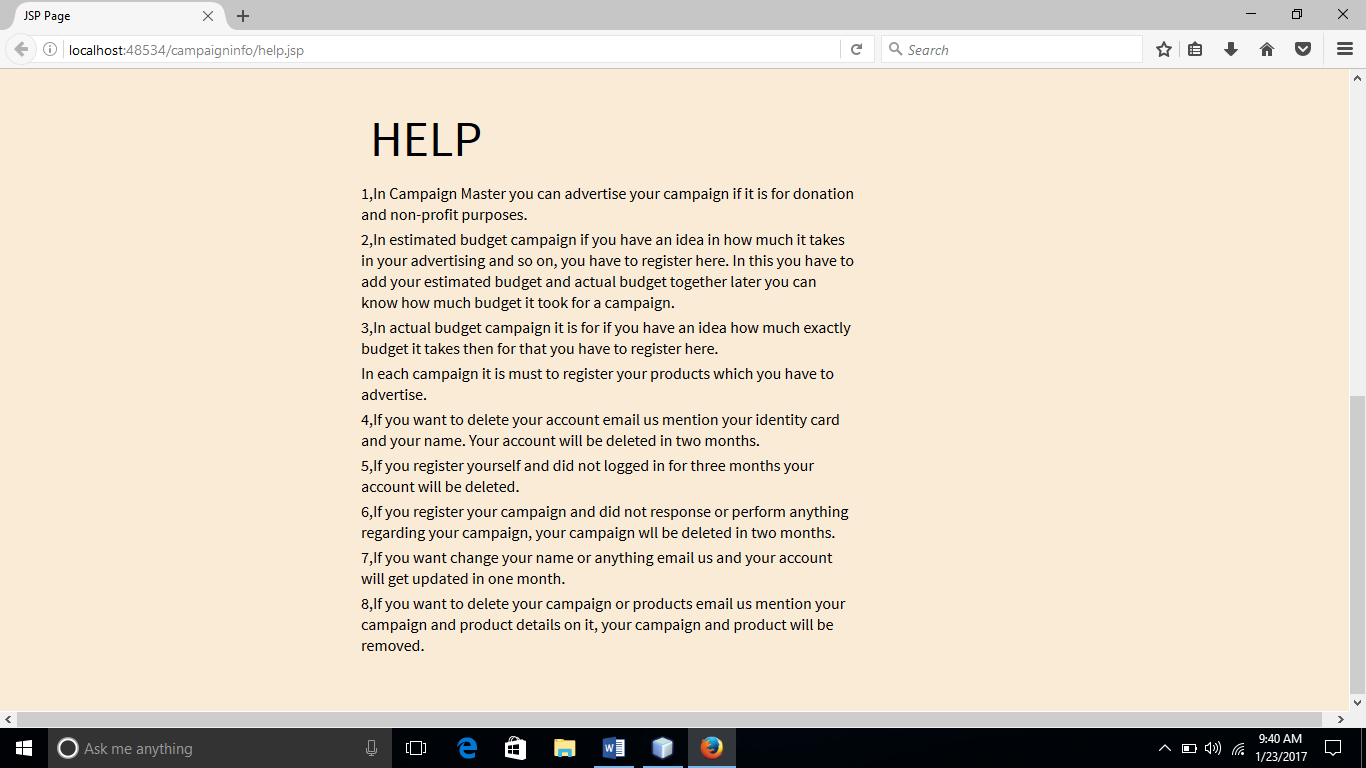 JSP Page
localhost:48534/campaigninfo/help.jsp
Search
HELP
1,In Campaign Master you can advertise your campaign if it is for donation
and non-profit purposes.
2,In estimated budget campaign if you have an idea in how much it takes
in your advertising and so on, you have to register here. In this you have to
add your estimated budget and actual budget together later you can
know how much budget it took for a campaign.
3,In actual budget campaign it is for if you have an idea how much exactly
budget it takes then for that you have to register here.
In each campaign it is must to register your products which you have to
advertise.
4,If you want to delete your account email us mention your identity card
and your name. Your account will be deleted in two months.
5,If you register yourself and did not logged in for three months your
account will be deleted.
6,If you register your campaign and did not response or perform anything
regarding your campaign, your campaign wll be deleted in two months.
7,If you want change your name or anything email us and your account
will get updated in one month.
8,If you want to delete your campaign or products email us mention your
campaign and product details on it, your campaign and product will be
removed.
Ask me anything
9:40 AM
1/23/2017